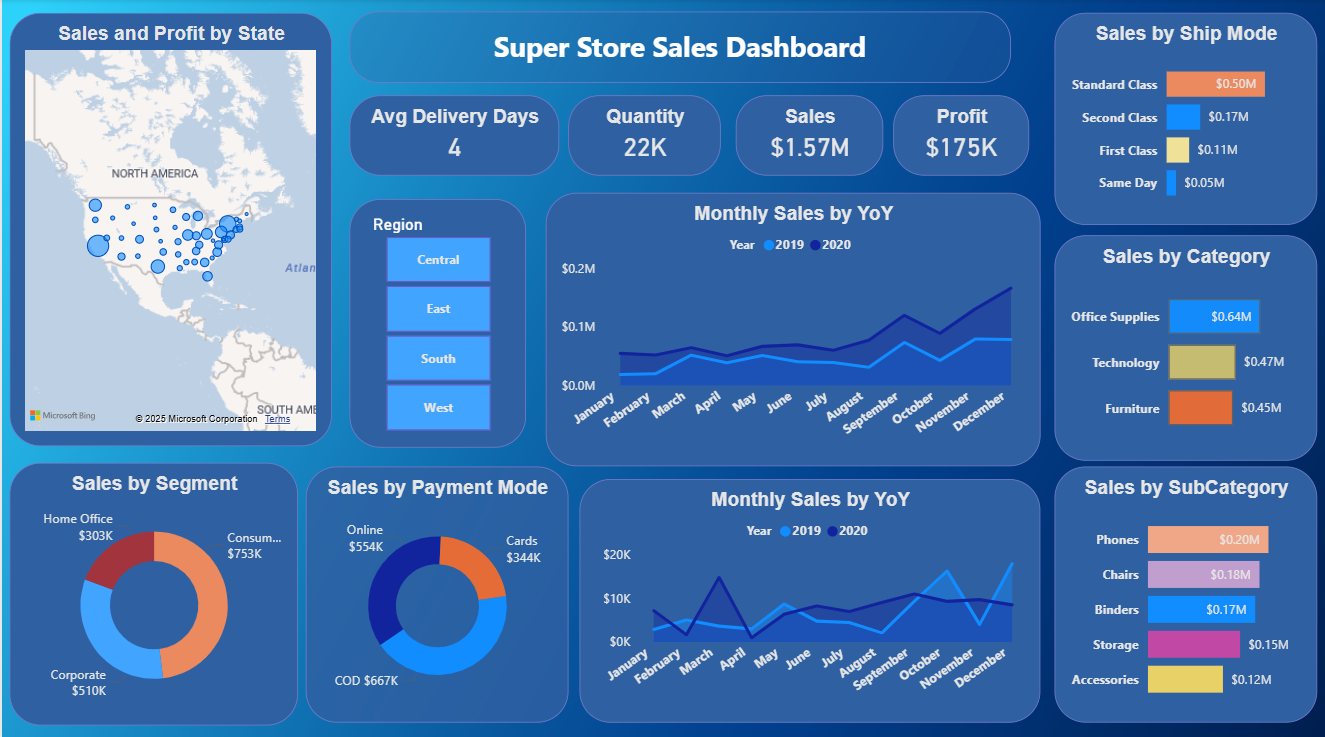 Sales and Profit by State
NORTH AMERICA
Atlan
SOUTH AME
Microsoft Bing
© 2025 Microsoft Corporation Terms
Super Store Sales Dashboard
Avg Delivery Days
4
Quantity
22K
Sales
$1.57M
Profit
$175K
Region
Central
East
South
West
Monthly Sales by YoY
Year 2019 2020
$0.2M
$0.1M
$0.0M
January
February
March
April
May
June
July
August
September
October
November
December
Sales by Ship Mode
Standard Class $0.50M
Second Class $0.17M
First Class $0.11M
Same Day $0.05M
Sales by Category
Office Supplies $0.64M
Technology $0.47M
Furniture $0.45M
Sales by Segment
Home Office
$303K
Consum...
$753K
Corporate
$510K
Sales by Payment Mode
Online
$554K
Cards
$344K
COD $667K
Monthly Sales by YoY
Year 2019 2020
$20K
$10K
$0K
January
February
March
April
May
June
July
August
September
October
November
December
Sales by SubCategory
Phones $0.20M
Chairs $0.18M
Binders $0.17M
Storage $0.15M
Accessories $0.12M